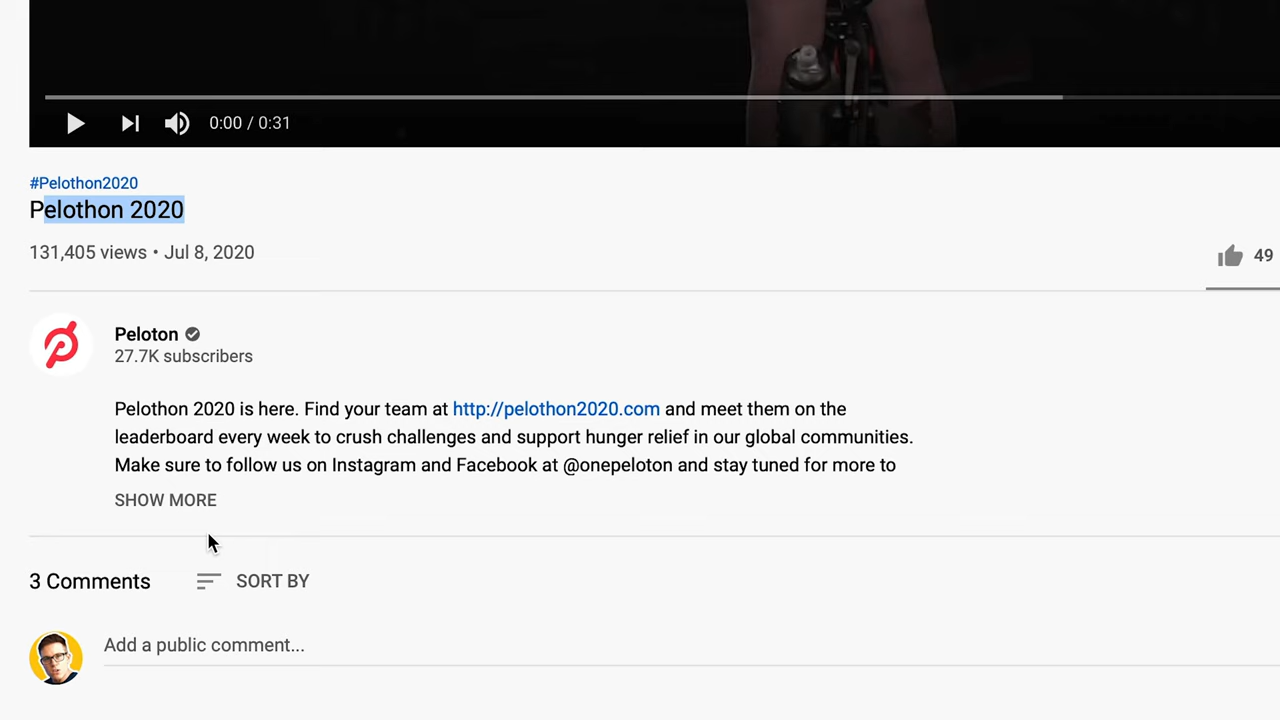 0:00 / 0:31
#Pelothon2020
Pelothon 2020
131,405 views • Jul 8, 2020
49
Peloton
27.7K subscribers
Pelothon 2020 is here. Find your team at http://pelothon2020.com and meet them on the
leaderboard every week to crush challenges and support hunger relief in our global communities.
Make sure to follow us on Instagram and Facebook at @onepeloton and stay tuned for more to
SHOW MORE
3 Comments SORT BY
Add a public comment...